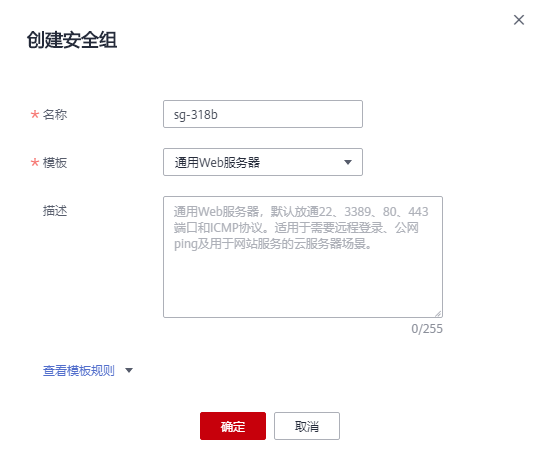 创建安全组
* 名称
sg-318b
* 模板
通用Web服务器
描述
通用Web服务器，默认放通22、3389、80、443
端口和ICMP协议。适用于需要远程登录、公网
ping及用于网站服务的云服务器场景。
0/255
查看模板规则
确定
取消